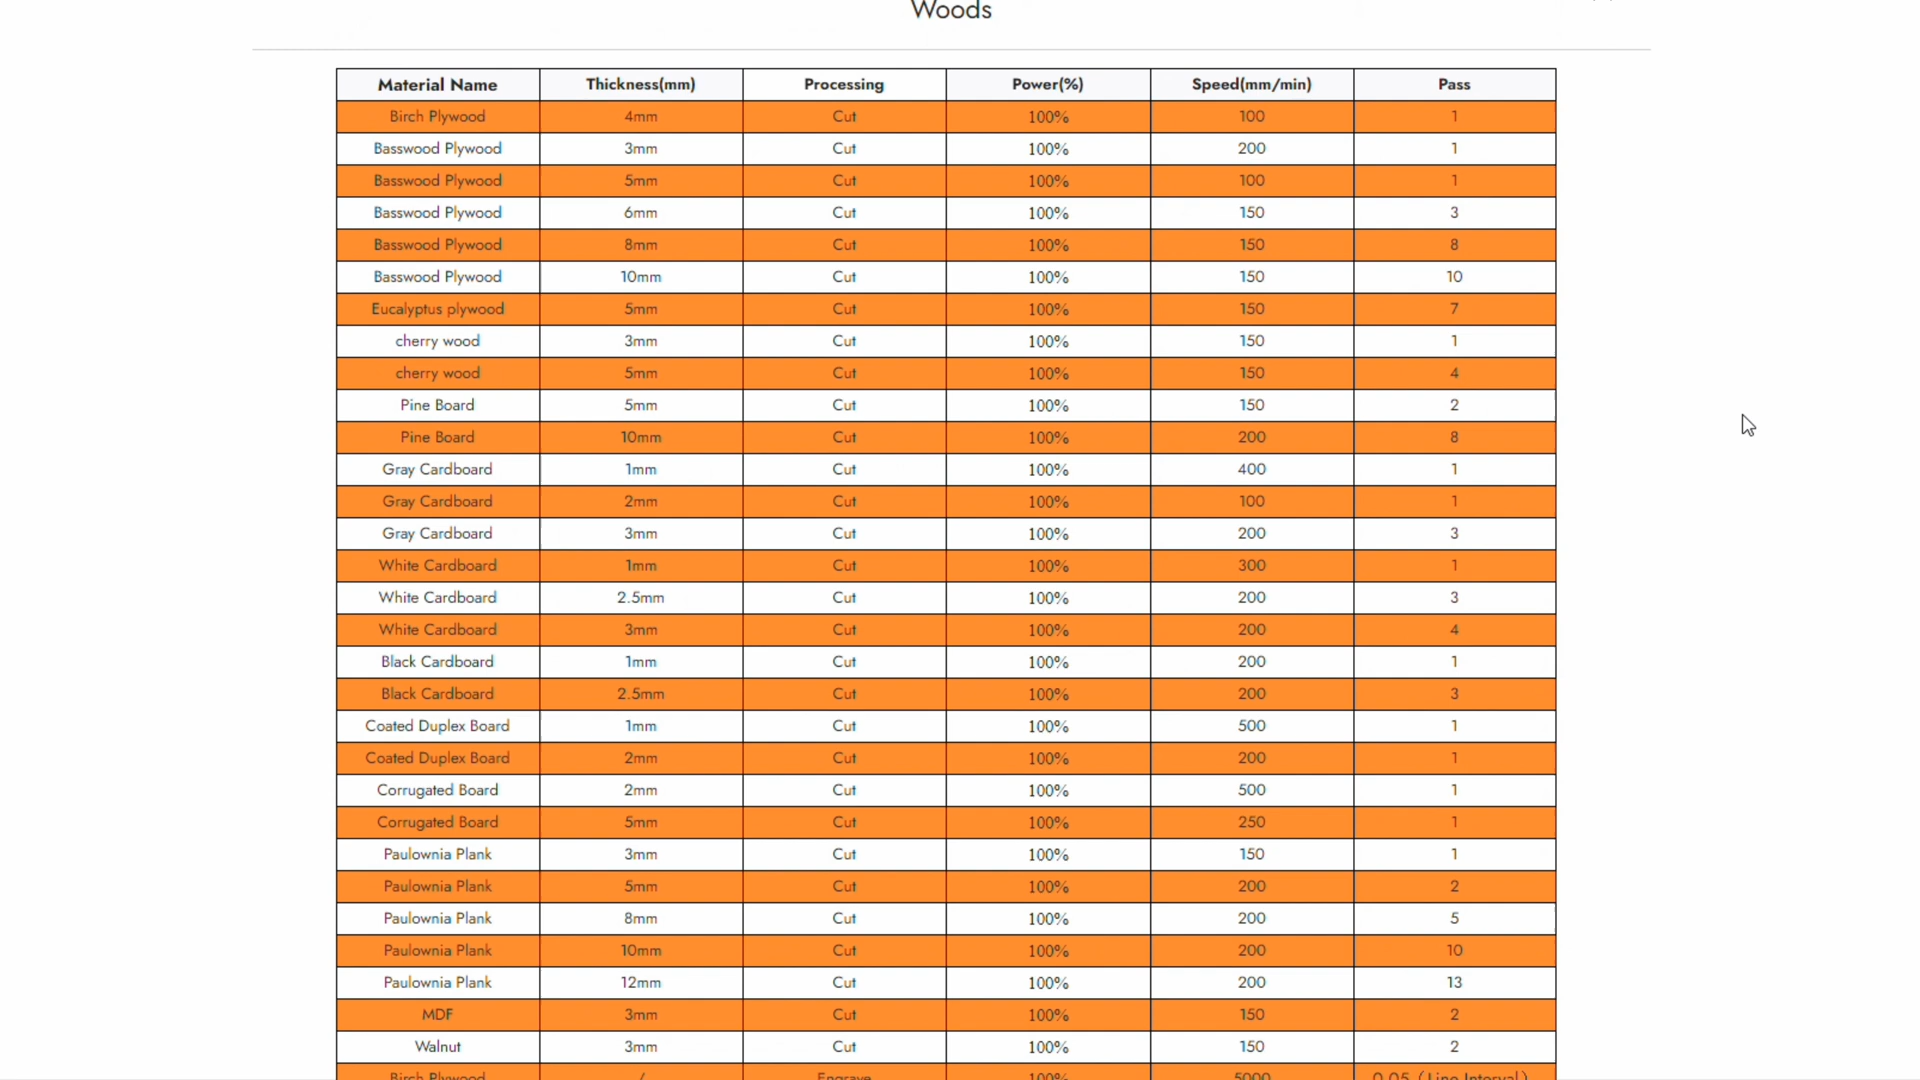 Woods
Material Name Thickness(mm) Processing Power(%) Speed(mm/min) Pass
Birch Plywood 4mm Cut 100% 100 1
Basswood Plywood 3mm Cut 100% 200 1
Basswood Plywood 5mm Cut 100% 100 1
Basswood Plywood 6mm Cut 100% 150 3
Basswood Plywood 8mm Cut 100% 150 8
Basswood Plywood 10mm Cut 100% 150 10
Eucalyptus plywood 5mm Cut 100% 150 7
cherry wood 3mm Cut 100% 150 1
cherry wood 5mm Cut 100% 150 4
Pine Board 5mm Cut 100% 150 2
Pine Board 10mm Cut 100% 200 8
Gray Cardboard 1mm Cut 100% 400 1
Gray Cardboard 2mm Cut 100% 100 1
Gray Cardboard 3mm Cut 100% 200 3
White Cardboard 1mm Cut 100% 300 1
White Cardboard 2.5mm Cut 100% 200 3
White Cardboard 3mm Cut 100% 200 4
Black Cardboard 1mm Cut 100% 200 1
Black Cardboard 2.5mm Cut 100% 200 3
Coated Duplex Board 1mm Cut 100% 500 1
Coated Duplex Board 2mm Cut 100% 200 1
Corrugated Board 2mm Cut 100% 500 1
Corrugated Board 5mm Cut 100% 250 1
Paulownia Plank 3mm Cut 100% 150 1
Paulownia Plank 5mm Cut 100% 200 2
Paulownia Plank 8mm Cut 100% 200 5
Paulownia Plank 10mm Cut 100% 200 10
Paulownia Plank 12mm Cut 100% 200 13
MDF 3mm Cut 100% 150 2
Walnut 3mm Cut 100% 150 2
Birch Plywood / Engrave 100% 5000 0.05 (Line Interval)